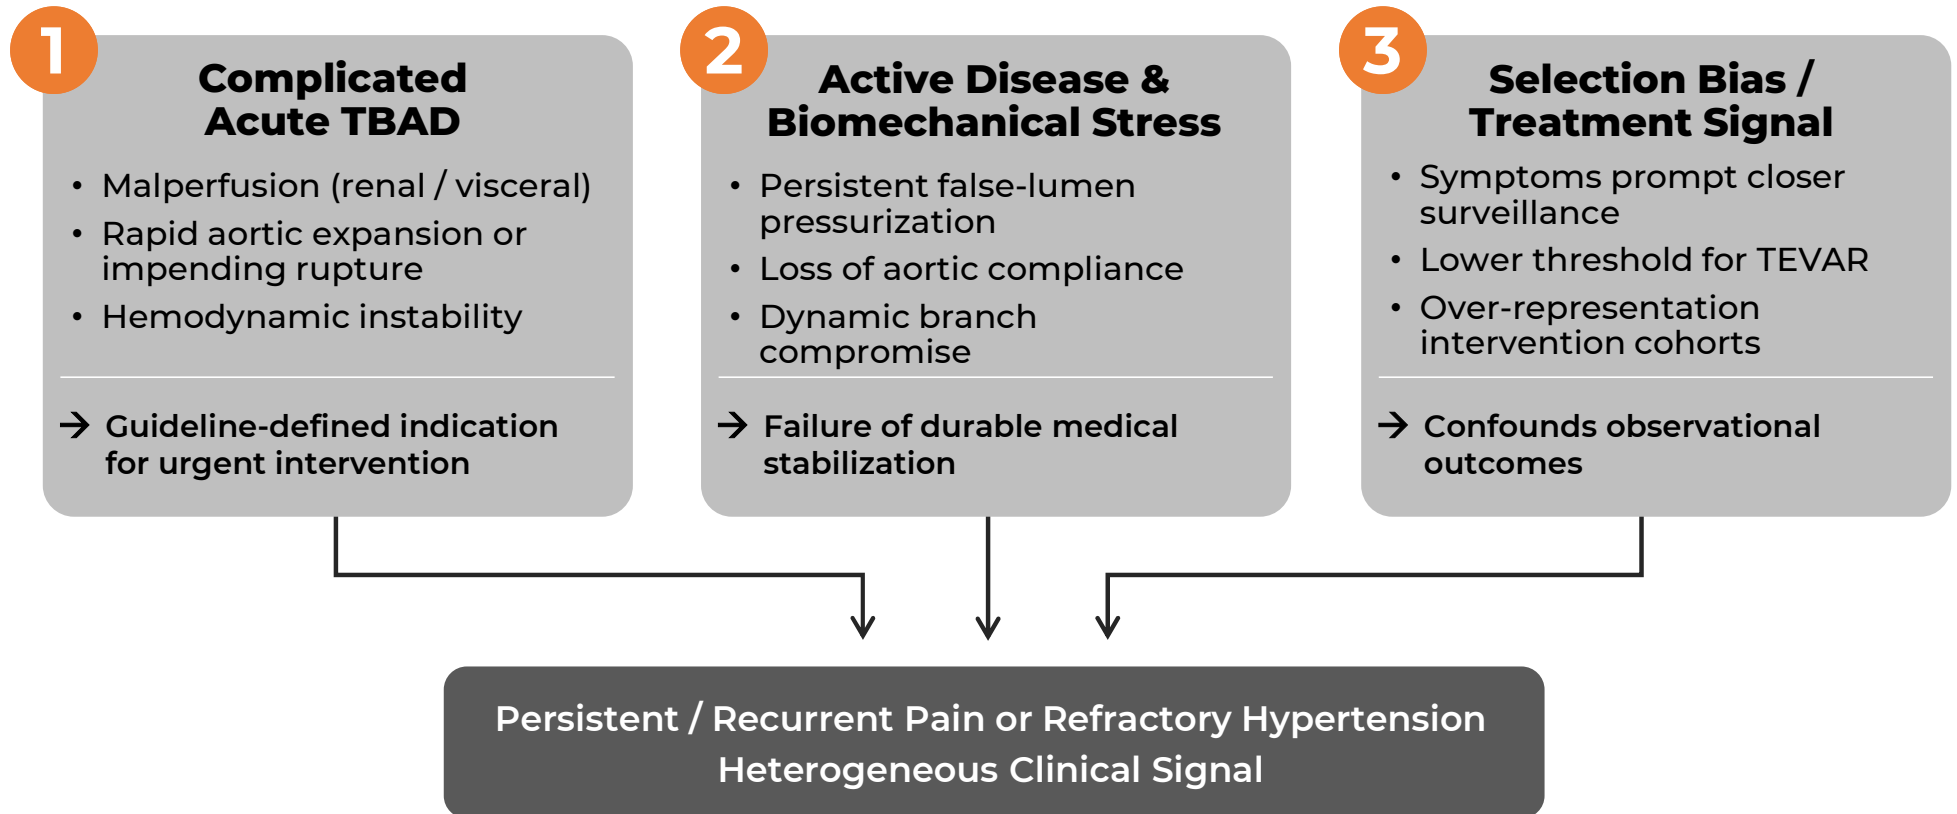 1
Complicated
Acute TBAD
• Malperfusion (renal / visceral)
• Rapid aortic expansion or
impending rupture
• Hemodynamic instability
→ Guideline-defined indication
for urgent intervention
2
Active Disease &
Biomechanical Stress
• Persistent false-lumen
pressurization
• Loss of aortic compliance
• Dynamic branch
compromise
→ Failure of durable medical
stabilization
3
Selection Bias /
Treatment Signal
• Symptoms prompt closer
surveillance
• Lower threshold for TEVAR
• Over-representation
intervention cohorts
→ Confounds observational
outcomes
Persistent / Recurrent Pain or Refractory Hypertension
Heterogeneous Clinical Signal